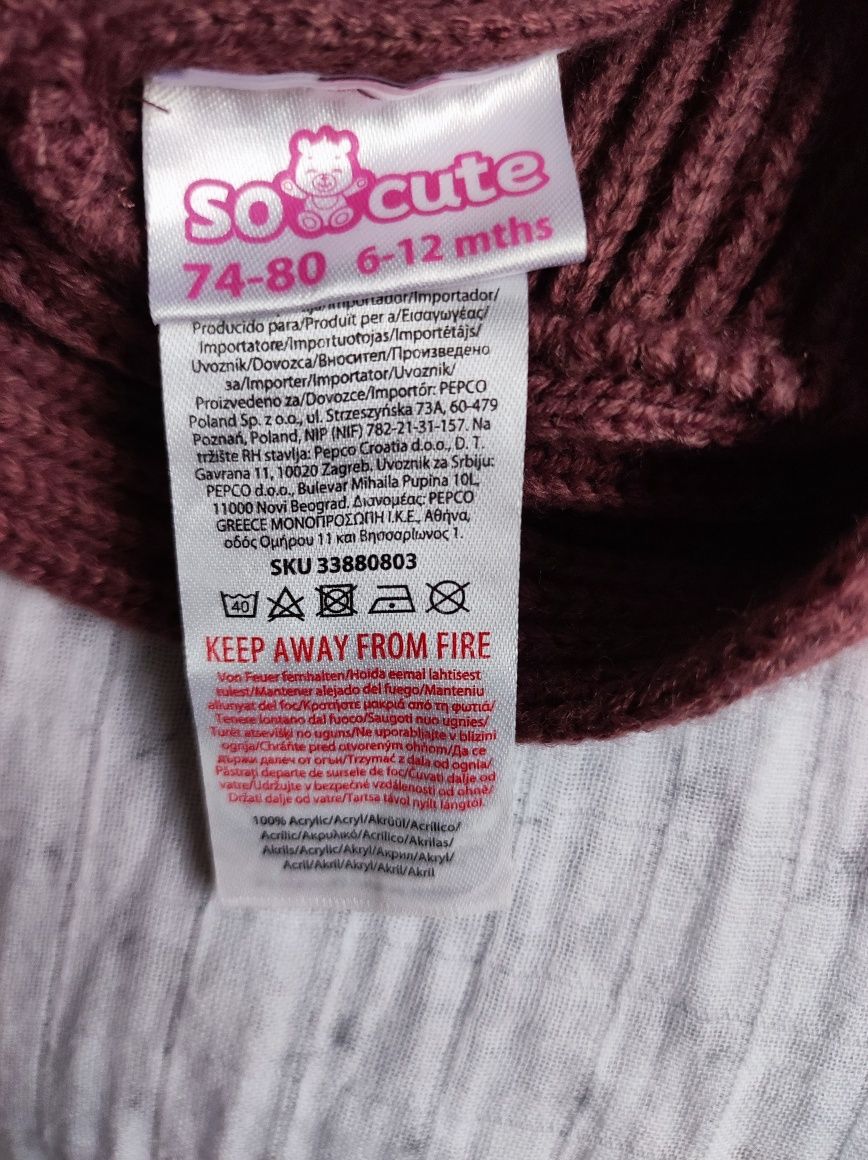 SO cute
74-80 6-12 mths
Importador/
Producido para/Produit per a/Εισαγωγέας/
Importatore/Importuotojas/Importētājs/
Uvoznik/Dovozca/Вносител/Произведено
за/Importer/Importator/Uvoznik/
Proizvedeno za/Dovozce/Importőr: PEPCO
Poland Sp. z o.o., ul. Strzeszyńska 73A, 60-479
Poznań, Poland, NIP (NIF) 782-21-31-157. Na
tržište RH stavlja: Pepco Croatia d.o.o., D. T.
Gavrana 11, 10020 Zagreb. Uvoznik za Srbiju:
PEPCO d.o.o., Bulevar Mihajla Pupina 10L,
11000 Novi Beograd. Διανομέας: PEPCO
GREECE ΜΟΝΟΠΡΟΣΩΠΗ Ι.Κ.Ε., Αθήνα,
οδός Ομήρου 11 και Βησσαρίωνος 1.
SKU 33880803
40
KEEP AWAY FROM FIRE
Von Feuer fernhalten/Hoida eemal lahtisest
tulest/Mantener alejado del fuego/Manteniu
allunyat del foc/Κρατήστε μακριά από τη φωτιά/
Tenere lontano dal fuoco/Saugoti nuo ugnies/
Turēt atsevišķi no uguns/Ne uporabljajte v bližini
ognja/Chráňte pred otvoreným ohňom/Да се
държи далеч от огън/Trzymać z dala od ognia/
Păstrați departe de sursele de foc/Čuvati dalje od
vatre/Udržujte v bezpečné vzdálenosti od ohně/
Držati dalje od vatre/Tartsa távol nyílt lángtól.
100% Acrylic/Acryl/Akrüül/Acrílico/
Acrílic/Ακρυλικό/Acrilico/Akrilas/
Akrils/Acrylic/Akryl/Акрил/Akryl/
Acril/Akril/Akryl/Akril/Akril